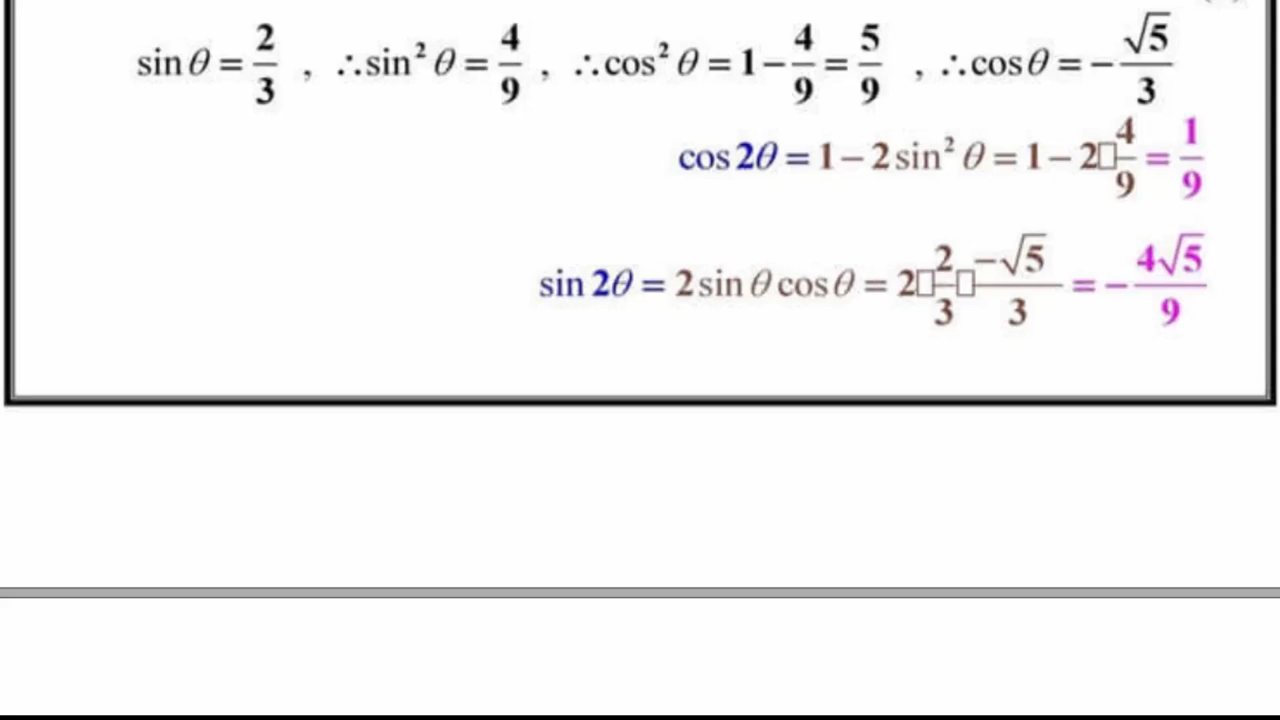 sin θ = 2/3 , ∴ sin² θ = 4/9 , ∴ cos² θ = 1 − 4/9 = 5/9 , ∴ cos θ = − √5/3
cos 2θ = 1 − 2 sin² θ = 1 − 2□4/9 = 1/9
sin 2θ = 2 sin θ cos θ = 2□2/3□−√5/3 = − 4√5/9